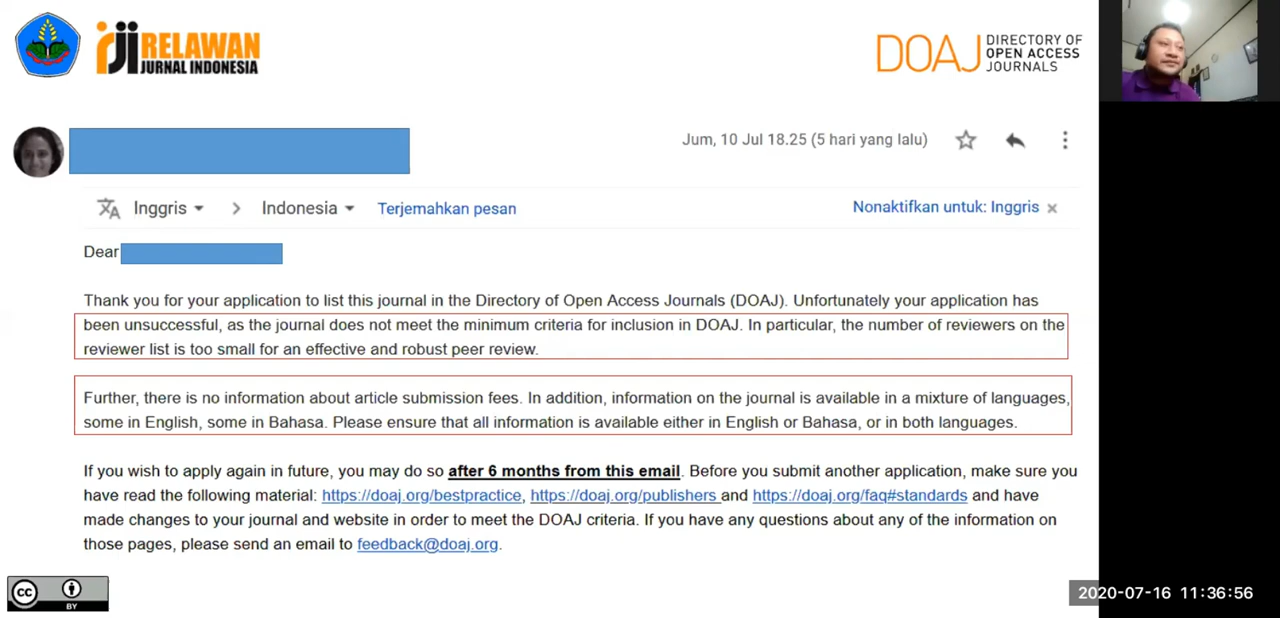 RELAWAN
JURNAL INDONESIA
DOAJ
DIRECTORY OF
OPEN ACCESS
JOURNALS
Jum, 10 Jul 18.25 (5 hari yang lalu)
Inggris
Indonesia
Terjemahkan pesan
Nonaktifkan untuk: Inggris
Dear
Thank you for your application to list this journal in the Directory of Open Access Journals (DOAJ). Unfortunately your application has
been unsuccessful, as the journal does not meet the minimum criteria for inclusion in DOAJ. In particular, the number of reviewers on the
reviewer list is too small for an effective and robust peer review.
Further, there is no information about article submission fees. In addition, information on the journal is available in a mixture of languages,
some in English, some in Bahasa. Please ensure that all information is available either in English or Bahasa, or in both languages.
If you wish to apply again in future, you may do so after 6 months from this email. Before you submit another application, make sure you
have read the following material: https://doaj.org/bestpractice, https://doaj.org/publishers and https://doaj.org/faq#standards and have
made changes to your journal and website in order to meet the DOAJ criteria. If you have any questions about any of the information on
those pages, please send an email to feedback@doaj.org.
cc
BY
2020-07-16 11:36:56